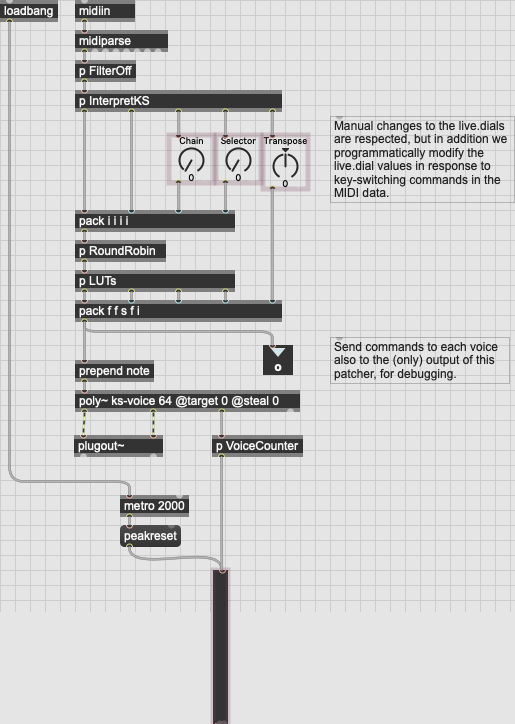 loadbang
midiin
midiparse
p FilterOff
p InterpretKS
Chain
Selector
Transpose
0
0
0
Manual changes to the live.dials
are respected, but in addition we
programmatically modify the
live.dial values in response to
key-switching commands in the
MIDI data.
pack i i i i
p RoundRobin
p LUTs
pack f f s f i
o
Send commands to each voice
also to the (only) output of this
patcher, for debugging.
prepend note
poly~ ks-voice 64 @target 0 @steal 0
plugout~
p VoiceCounter
metro 2000
peakreset